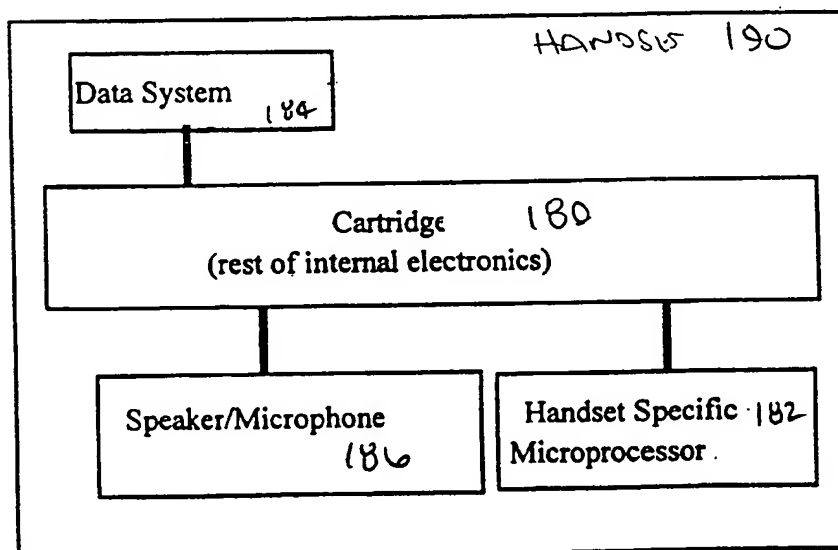 HANDSET 190
Data System 184
Cartridge 180
(rest of internal electronics)
Speaker/Microphone
186
Handset Specific 182
Microprocessor